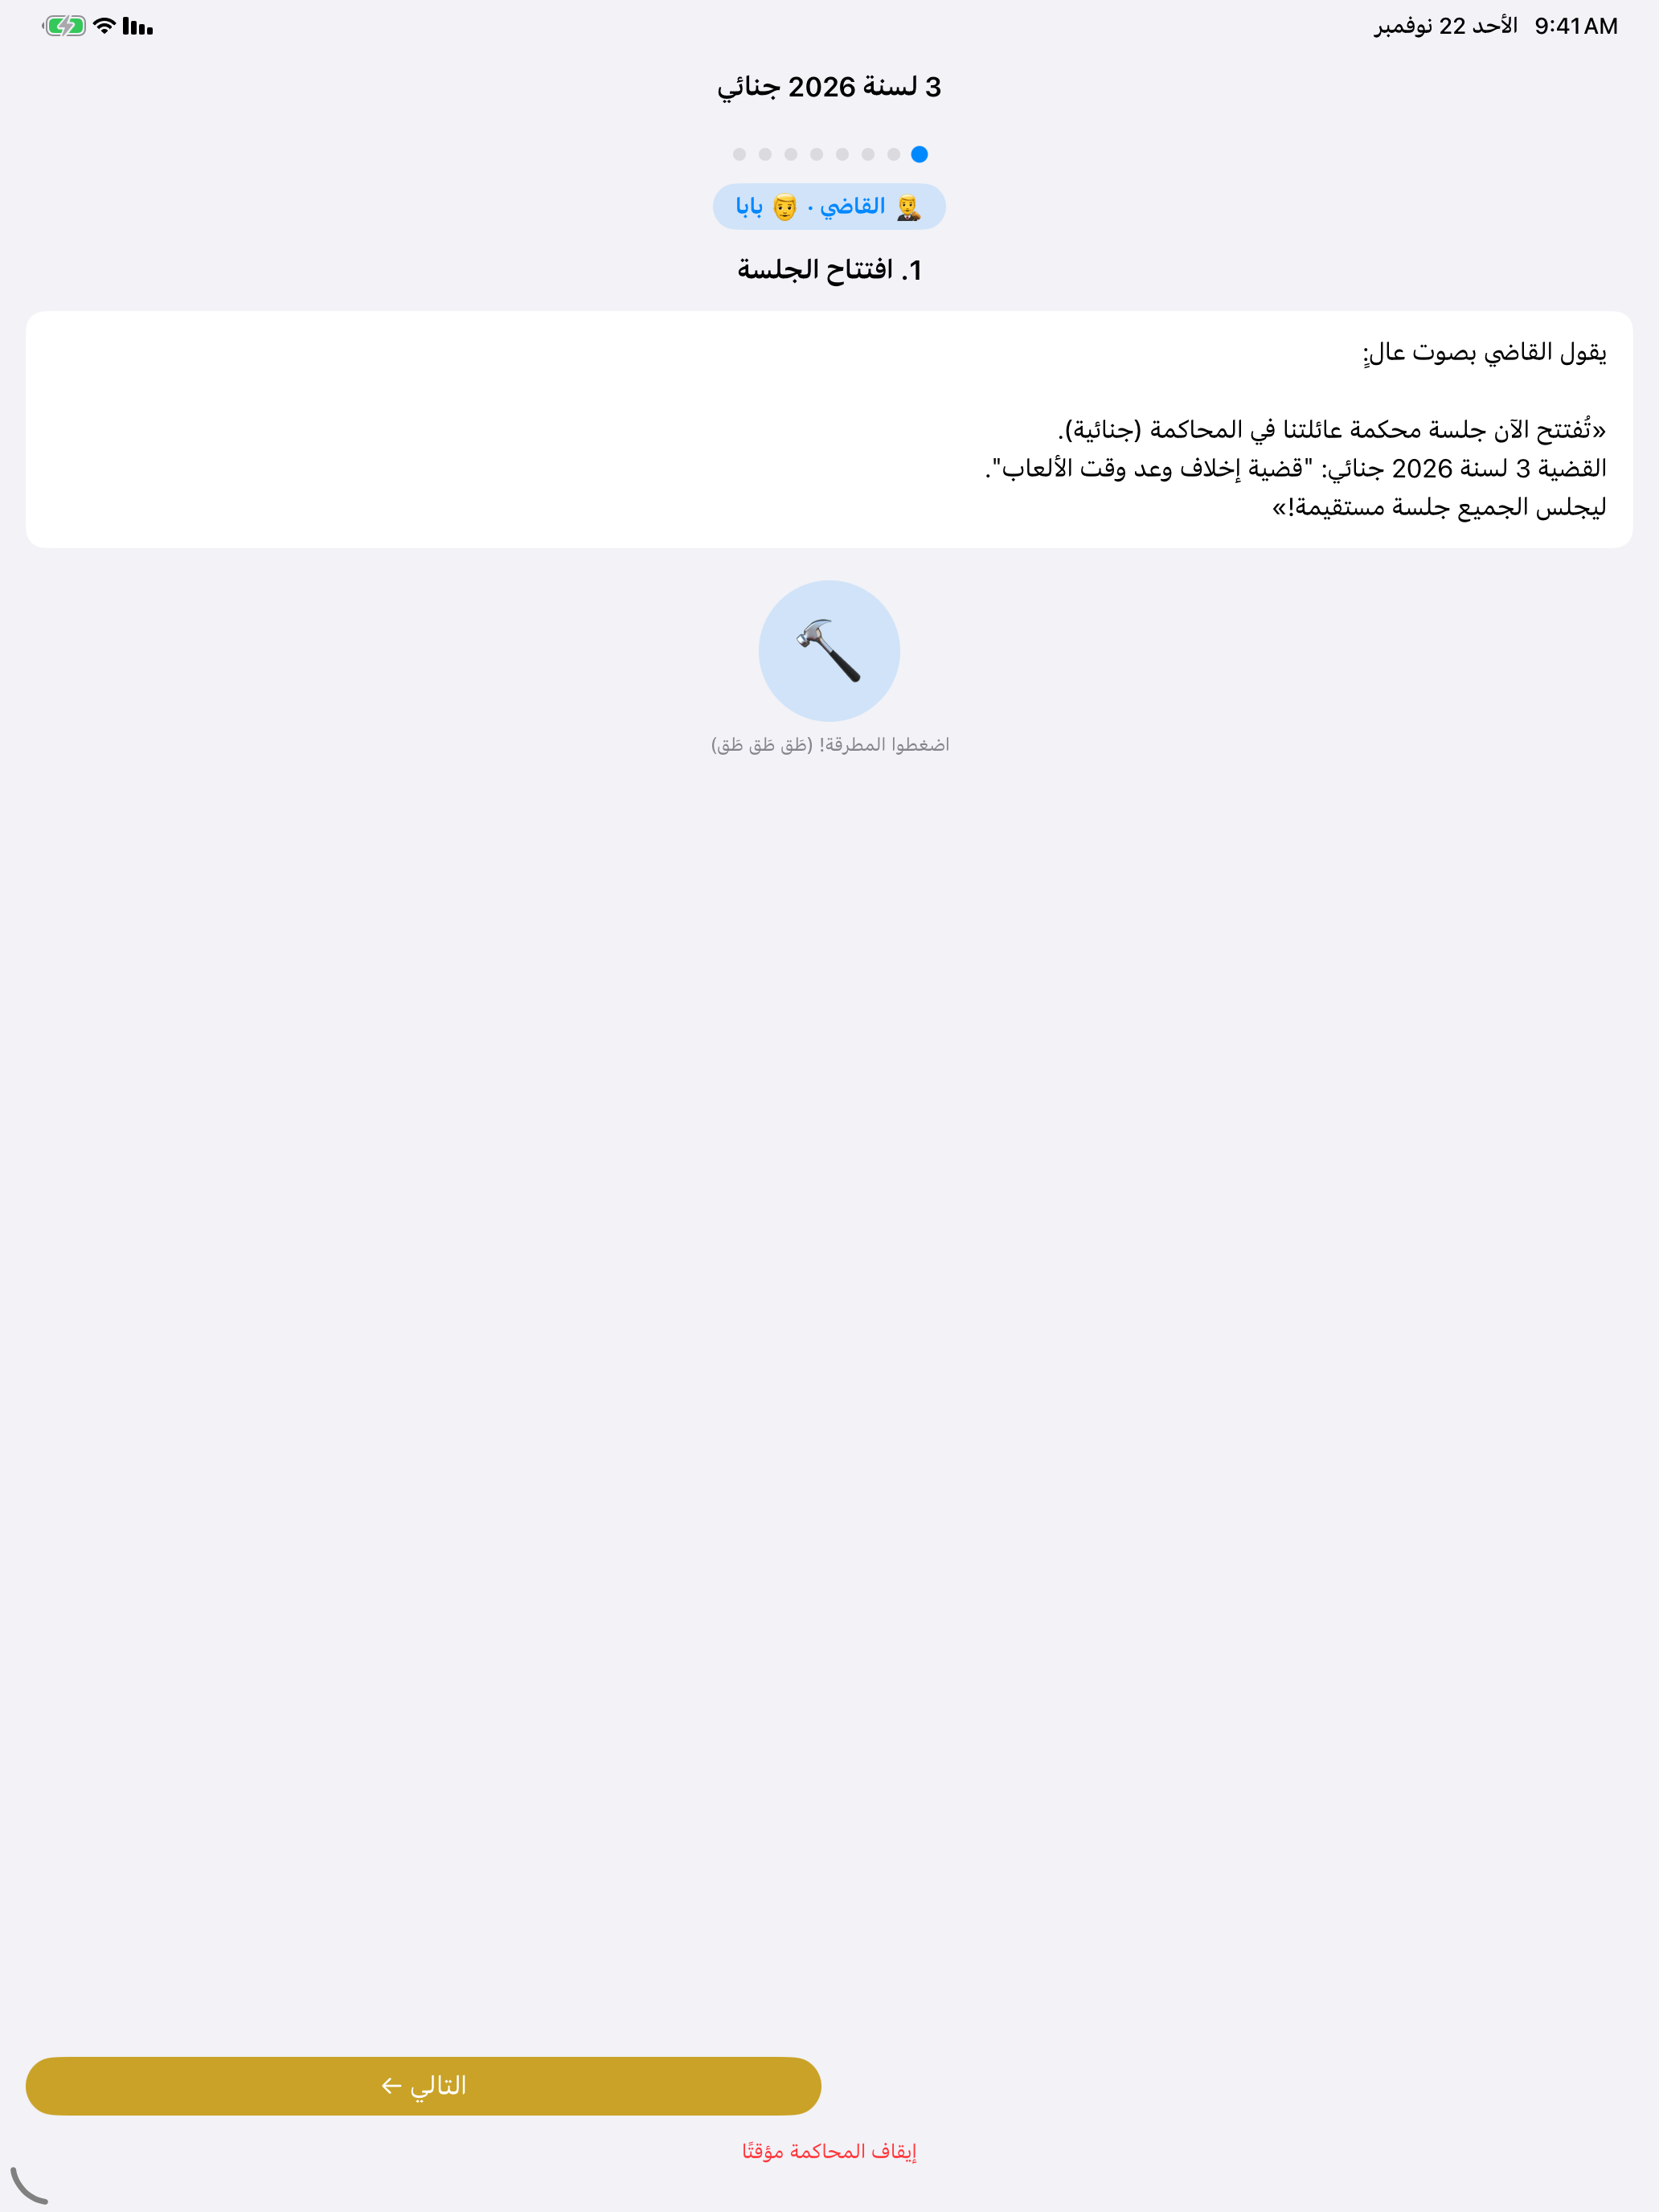 9:41 AM الأحد 22 نوفمبر
3 لسنة 2026 جنائي
👨‍⚖️ القاضي · 👨 بابا
1. افتتاح الجلسة
يقول القاضي بصوت عالٍ:
«تُفتتح الآن جلسة محكمة عائلتنا في المحاكمة (جنائية).
القضية 3 لسنة 2026 جنائي: "قضية إخلاف وعد وقت الألعاب".
ليجلس الجميع جلسة مستقيمة!»
اضغطوا المطرقة! (طَق طَق طَق)
التالي ←
إيقاف المحاكمة مؤقتًا